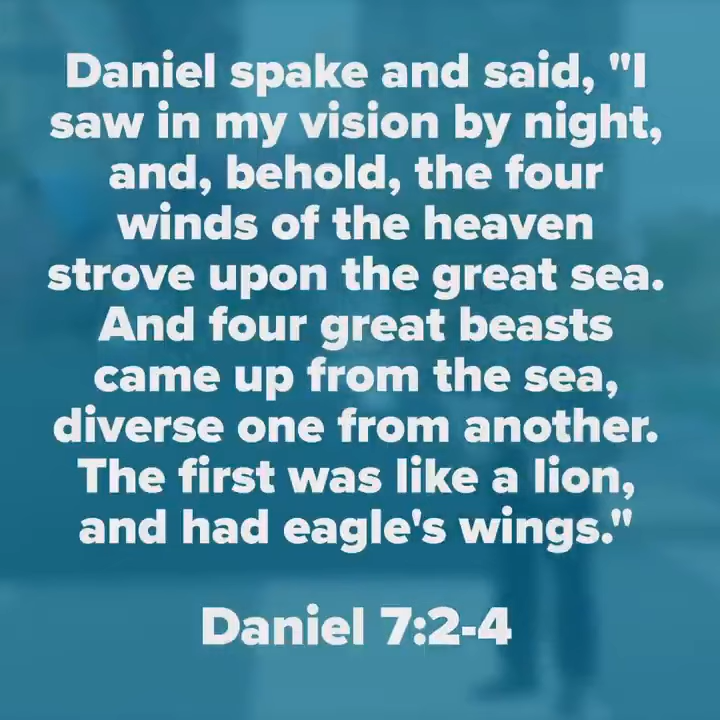 Daniel spake and said, "I
saw in my vision by night,
and, behold, the four
winds of the heaven
strove upon the great sea.
And four great beasts
came up from the sea,
diverse one from another.
The first was like a lion,
and had eagle's wings."
Daniel 7:2-4